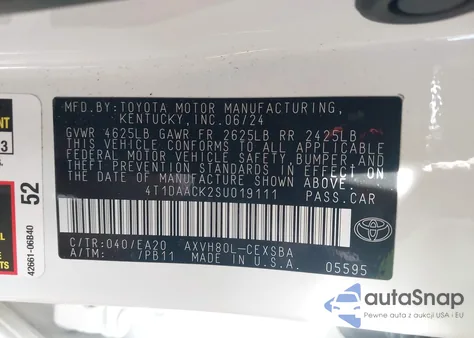 MFD.BY:TOYOTA MOTOR MANUFACTURING,
KENTUCKY, INC.06/24
GVWR 4625LB GAWR FR 2625LB RR 2425LB
THIS VEHICLE CONFORMS TO ALL APPLICABLE
FEDERAL MOTOR VEHICLE SAFETY, BUMPER, AND
THEFT PREVENTION STANDARDS IN EFFECT ON
THE DATE OF MANUFACTURE SHOWN ABOVE.
4T1DAACK2SU019111 PASS.CAR
C/TR:040/EA20 AXVH80L-CEXSBA
A/TM: -/PB11 MADE IN U.S.A. 05595
TOYOTA
52
42661-06B40
3
autoSnap
Pewne auta z aukcji USA - EU